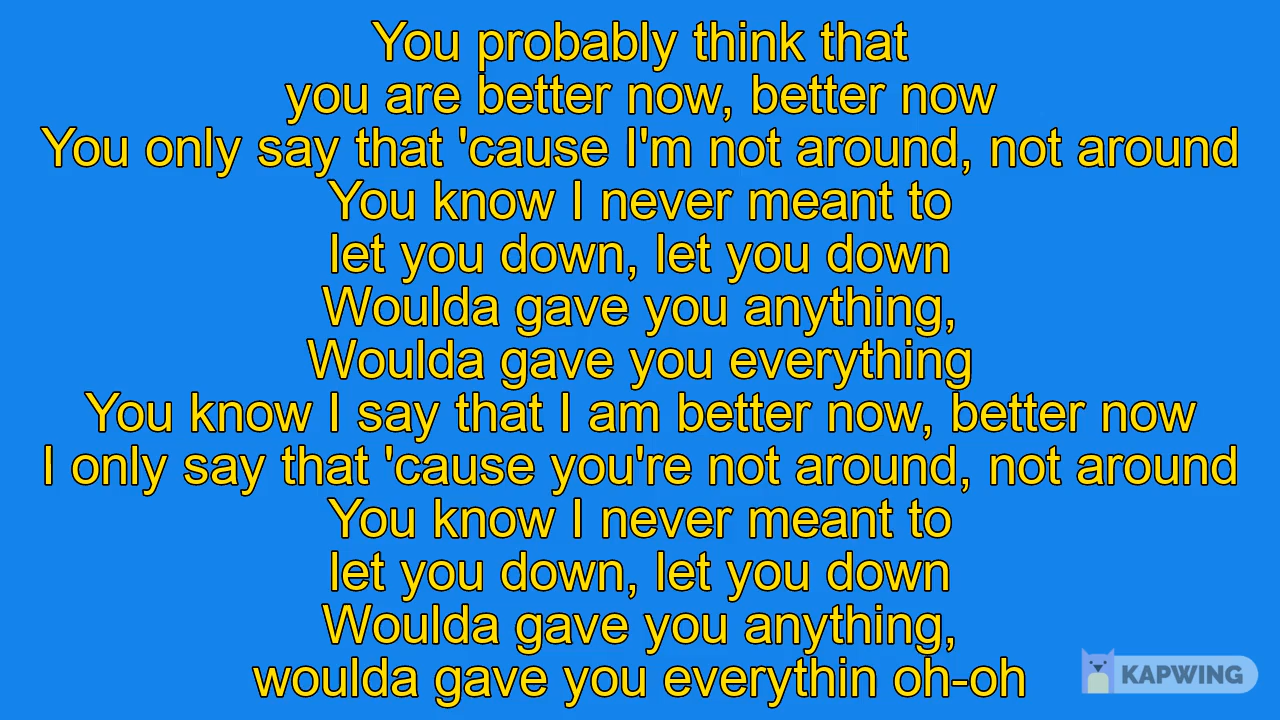 You probably think that
you are better now, better now
You only say that 'cause I'm not around, not around
You know I never meant to
let you down, let you down
Woulda gave you anything,
Woulda gave you everything
You know I say that I am better now, better now
I only say that 'cause you're not around, not around
You know I never meant to
let you down, let you down
Woulda gave you anything,
woulda gave you everythin oh-oh
KAPWING